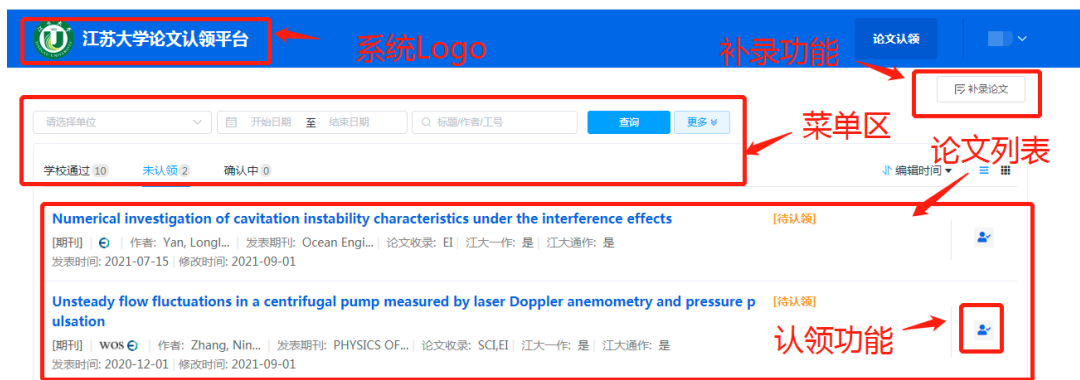 江苏大学论文认领平台
系统Logo
补录功能
论文认领
补录论文
请选择单位
开始日期 至 结束日期
标题/作者/工号
查询
更多
菜单区
论文列表
学校通过 10
未认领 2
确认中 0
编辑时间
Numerical investigation of cavitation instability characteristics under the interference effects
[待认领]
[期刊] | 作者: Yan, Longl... | 发表期刊: Ocean Engi... | 论文收录: EI | 江大一作: 是 | 江大通作: 是
发表时间: 2021-07-15 | 修改时间: 2021-09-01
Unsteady flow fluctuations in a centrifugal pump measured by laser Doppler anemometry and pressure p
ulsation
[待认领]
认领功能
[期刊] | WOS | 作者: Zhang, Nin... | 发表期刊: PHYSICS OF... | 论文收录: SCI,EI | 江大一作: 是 | 江大通作: 是
发表时间: 2020-12-01 | 修改时间: 2021-09-01